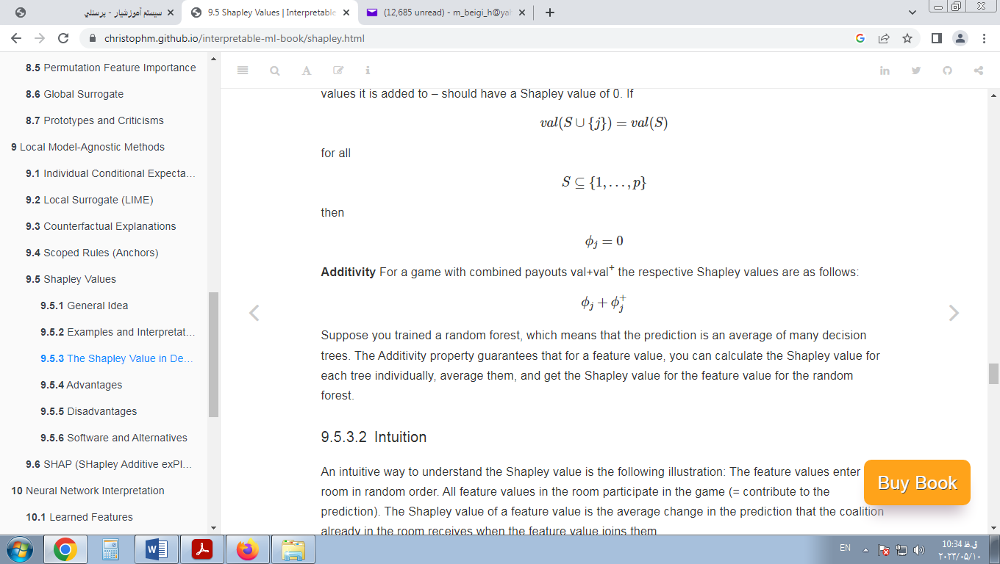 سیستم آموزشیار - پرسنلي
9.5 Shapley Values | Interpretable
(12,685 unread) - m_beigi_h@yah
christophm.github.io/interpretable-ml-book/shapley.html
8.5 Permutation Feature Importance
8.6 Global Surrogate
8.7 Prototypes and Criticisms
9 Local Model-Agnostic Methods
9.1 Individual Conditional Expecta…
9.2 Local Surrogate (LIME)
9.3 Counterfactual Explanations
9.4 Scoped Rules (Anchors)
9.5 Shapley Values
9.5.1 General Idea
9.5.2 Examples and Interpretat…
9.5.3 The Shapley Value in De…
9.5.4 Advantages
9.5.5 Disadvantages
9.5.6 Software and Alternatives
9.6 SHAP (SHapley Additive exPl…
10 Neural Network Interpretation
10.1 Learned Features
values it is added to – should have a Shapley value of 0. If
val(S ∪ {j}) = val(S)
for all
S ⊆ {1, . . . , p}
then
ϕⱼ = 0
Additivity For a game with combined payouts val+val⁺ the respective Shapley values are as follows:
ϕⱼ + ϕⱼ⁺
Suppose you trained a random forest, which means that the prediction is an average of many decision
trees. The Additivity property guarantees that for a feature value, you can calculate the Shapley value for
each tree individually, average them, and get the Shapley value for the feature value for the random
forest.
9.5.3.2 Intuition
An intuitive way to understand the Shapley value is the following illustration: The feature values enter
room in random order. All feature values in the room participate in the game (= contribute to the
prediction). The Shapley value of a feature value is the average change in the prediction that the coalition
already in the room receives when the feature value joins them
Buy Book
EN
10:34 ق.ظ
۲۰۲۳/۰۵/۱۰